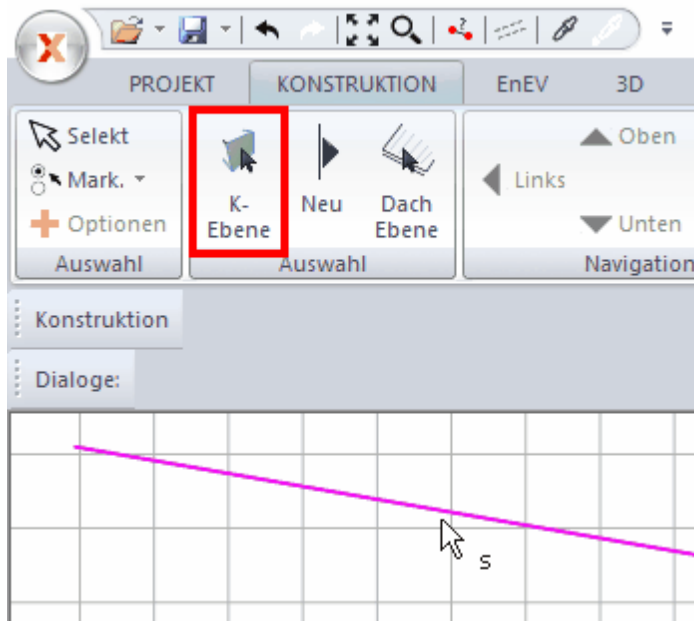 X
PROJEKT KONSTRUKTION EnEV 3D
Selekt
Mark.
Optionen
Auswahl
K-
Ebene
Neu
Dach
Ebene
Auswahl
Oben
Links
Unten
Navigation
Konstruktion
Dialoge:
s